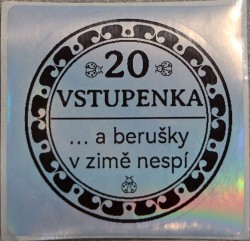 20
VSTUPENKA
... a berušky
v zimě nespí